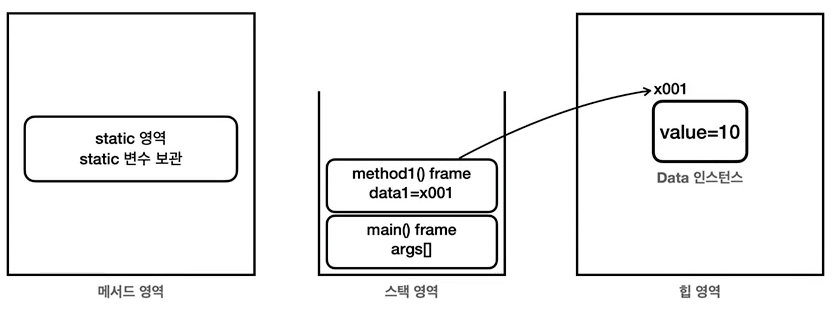 static 영역
static 변수 보관
메서드 영역
method1() frame
data1=x001
main() frame
args[]
스택 영역
x001
value=10
Data 인스턴스
힙 영역